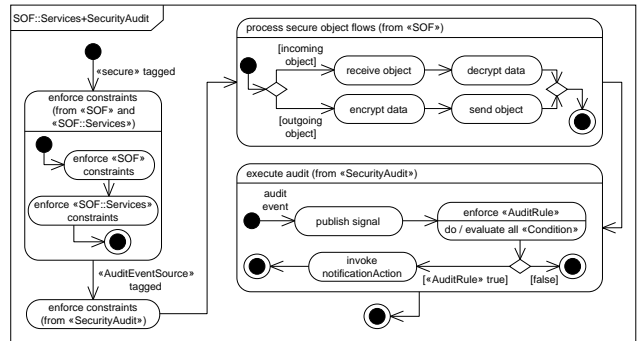 SOF::Services+SecurityAudit
«secure» tagged
enforce constraints
(from «SOF» and
«SOF::Services»)
enforce «SOF»
constraints
enforce «SOF::Services»
constraints
«AuditEventSource»
tagged
enforce constraints
(from «SecurityAudit»)
process secure object flows (from «SOF»)
[incoming
object]
receive object
decrypt data
encrypt data
send object
[outgoing
object]
execute audit (from «SecurityAudit»)
audit
event
publish signal
enforce «AuditRule»
do / evaluate all «Condition»
invoke
notificationAction
[«AuditRule» true]
[false]